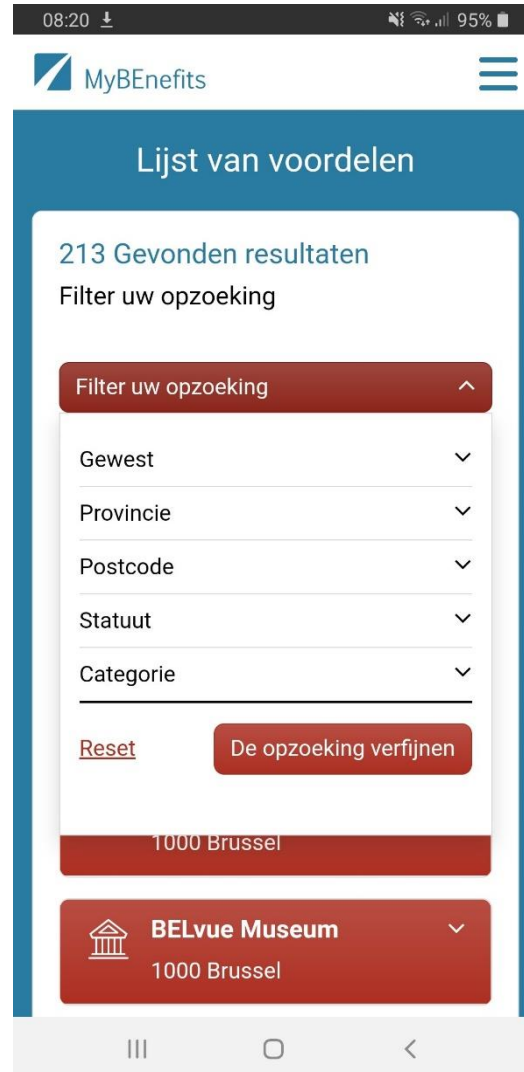 08:20
95%
MyBEnefits
Lijst van voordelen
213 Gevonden resultaten
Filter uw opzoeking
Filter uw opzoeking
Gewest
Provincie
Postcode
Statuut
Categorie
Reset
De opzoeking verfijnen
1000 Brussel
BELvue Museum
1000 Brussel